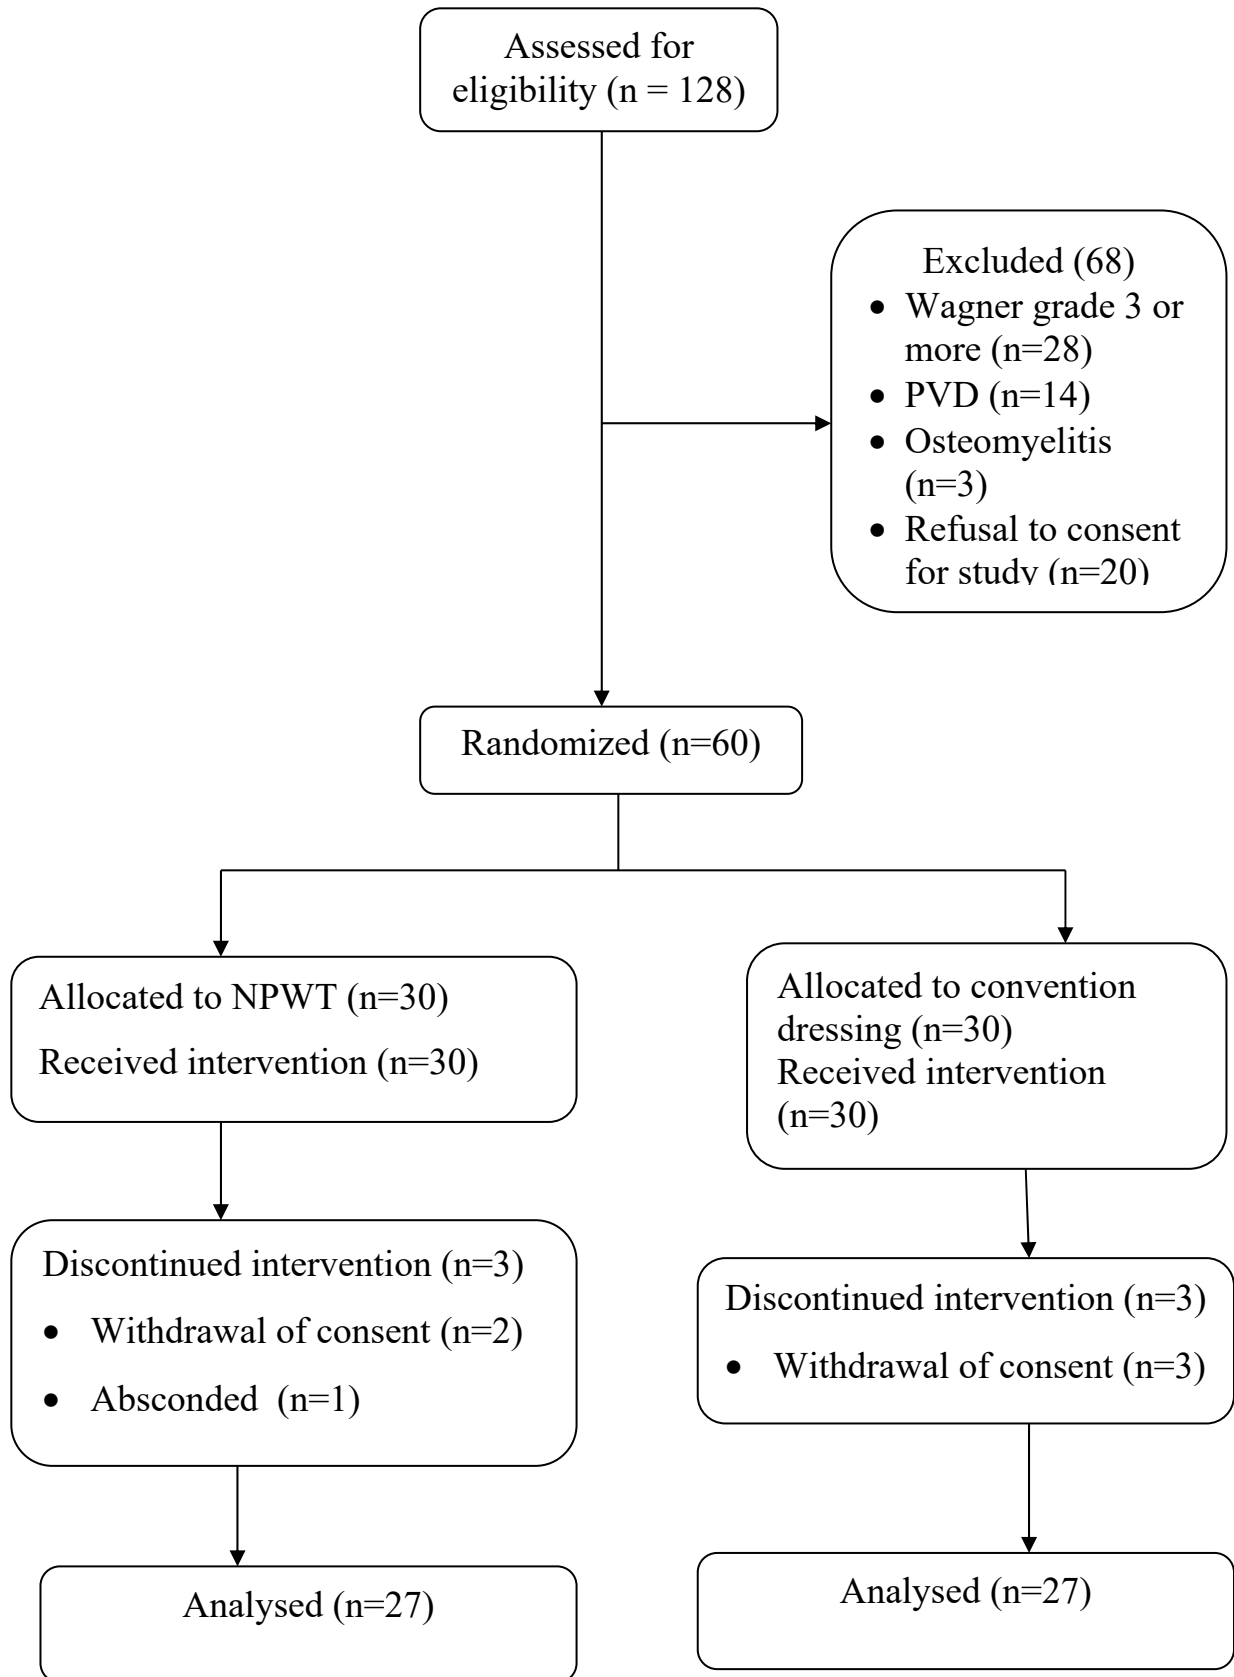 Assessed for
eligibility (n = 128)
Excluded (68)
• Wagner grade 3 or
more (n=28)
• PVD (n=14)
• Osteomyelitis
(n=3)
• Refusal to consent
for study (n=20)
Randomized (n=60)
Allocated to NPWT (n=30)
Received intervention (n=30)
Allocated to convention
dressing (n=30)
Received intervention
(n=30)
Discontinued intervention (n=3)
• Withdrawal of consent (n=2)
• Absconded (n=1)
Discontinued intervention (n=3)
• Withdrawal of consent (n=3)
Analysed (n=27)
Analysed (n=27)